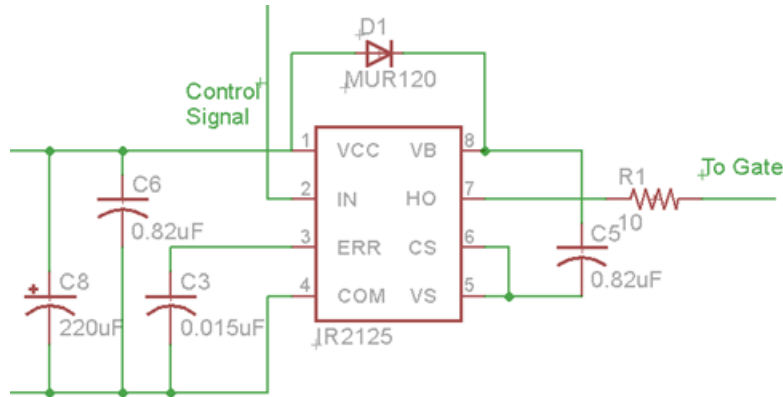 D1
MUR120
Control
Signal
1
VCC
VB
8
To Gate
C6
0.82uF
2
IN
HO
7
R1
10
3
ERR
CS
6
C5
0.82uF
C8
220uF
C3
0.015uF
4
COM
VS
5
IR2125